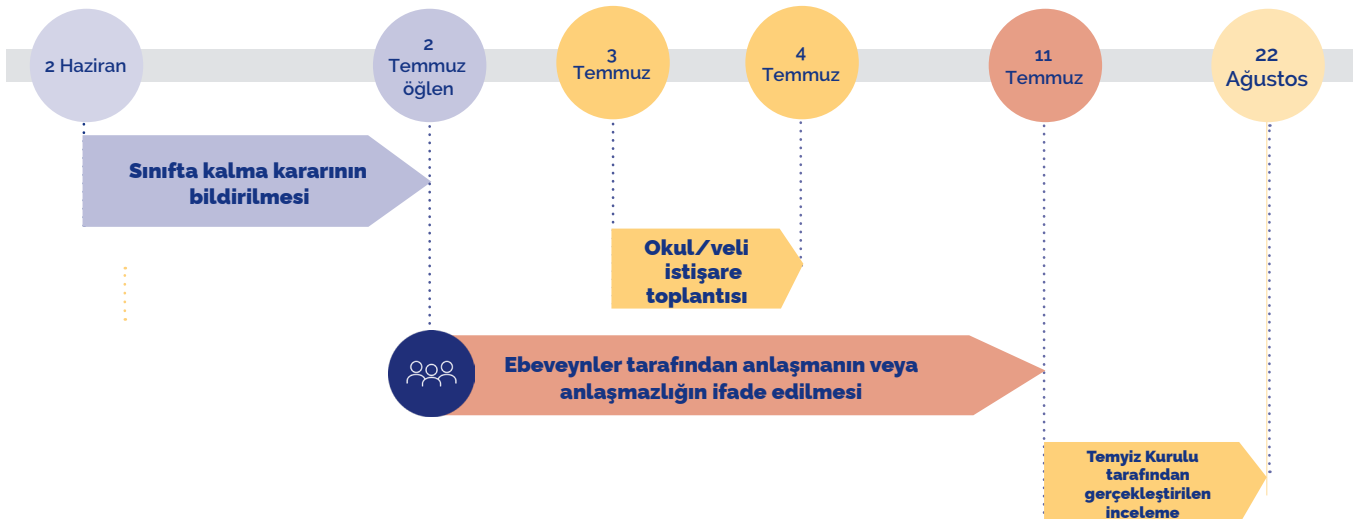 2 Haziran
2
Temmuz
öğlen
3
Temmuz
4
Temmuz
11
Temmuz
22
Ağustos
Sınıfta kalma kararının
bildirilmesi
Okul/veli
istişare
toplantısı
Ebeveynler tarafından anlaşmanın veya
anlaşmazlığın ifade edilmesi
Temyiz Kurulu
tarafından
gerçekleştirilen
inceleme